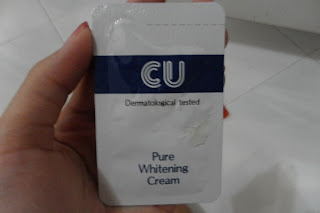 CU
Dermatological tested
Pure
Whitening
Cream